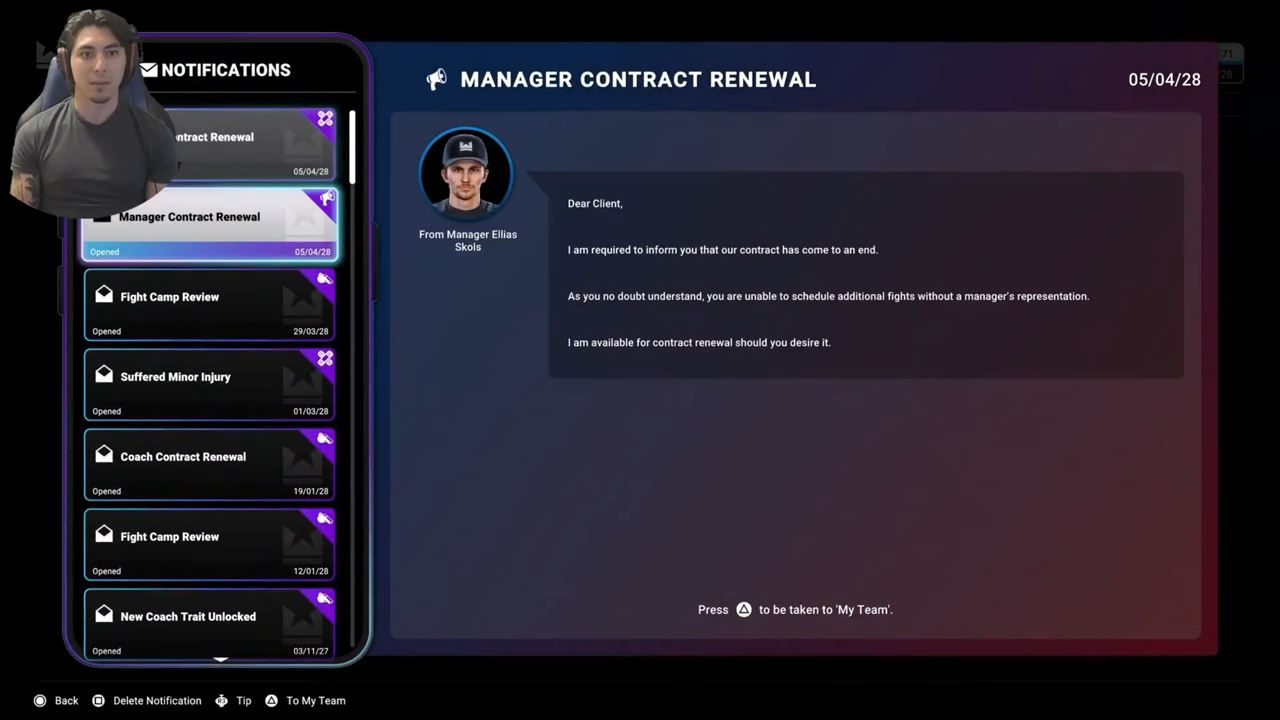 NOTIFICATIONS
ntract Renewal
05/04/28
Manager Contract Renewal
Opened
05/04/28
Fight Camp Review
Opened
29/03/28
Suffered Minor Injury
Opened
01/03/28
Coach Contract Renewal
Opened
19/01/28
Fight Camp Review
Opened
12/01/28
New Coach Trait Unlocked
Opened
03/11/27
MANAGER CONTRACT RENEWAL
05/04/28
71
/28
From Manager Ellias
Skols
Dear Client,
I am required to inform you that our contract has come to an end.
As you no doubt understand, you are unable to schedule additional fights without a manager's representation.
I am available for contract renewal should you desire it.
Press to be taken to 'My Team'.
Back
Delete Notification
R3
Tip
To My Team